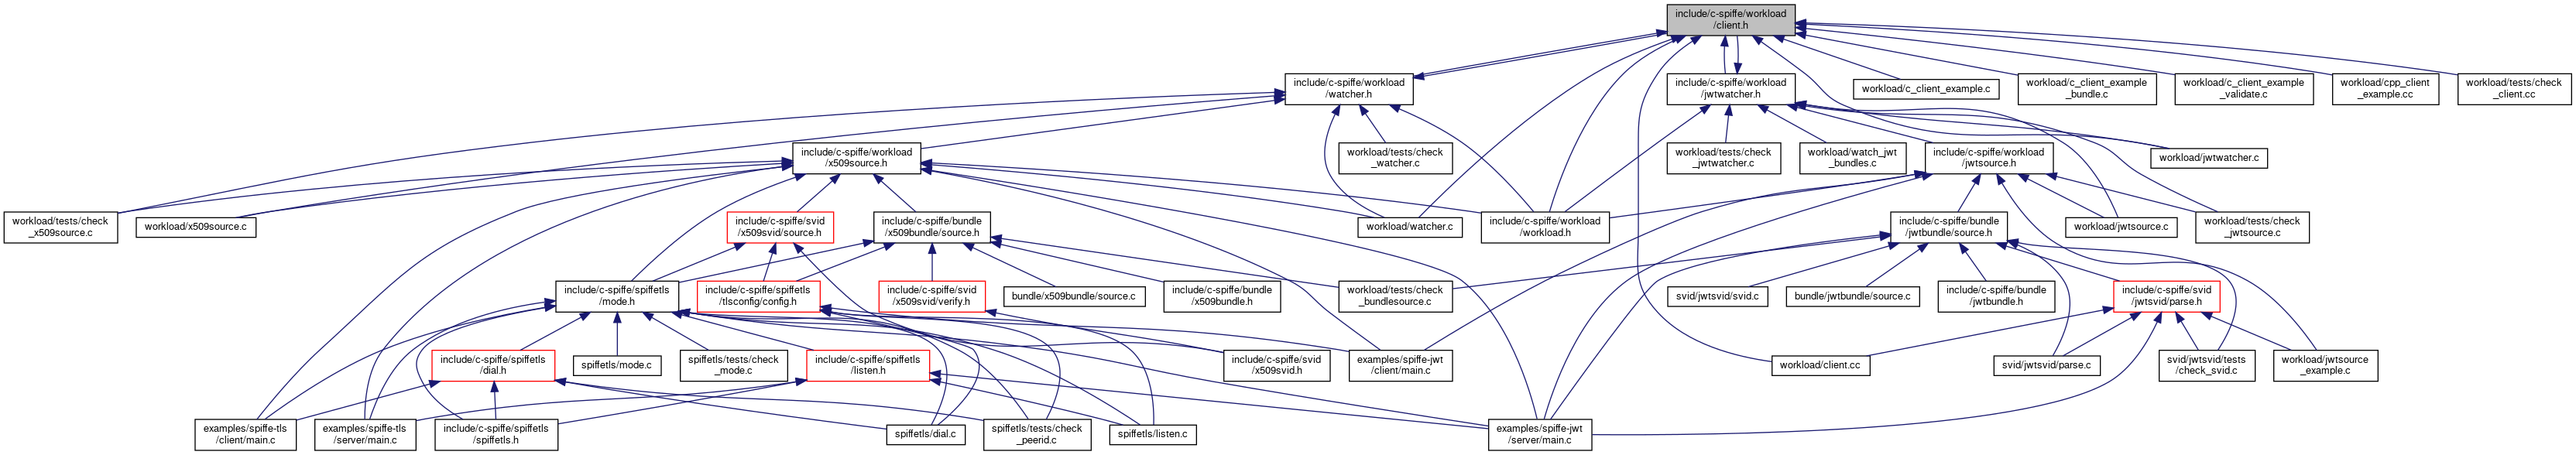 include/c-spiffe/workload
/client.h
include/c-spiffe/workload
/watcher.h
include/c-spiffe/workload
/jwtwatcher.h
workload/c_client_example.c
workload/c_client_example
_bundle.c
workload/c_client_example
_validate.c
workload/cpp_client
_example.cc
workload/tests/check
_client.cc
include/c-spiffe/workload
/x509source.h
workload/tests/check
_watcher.c
workload/tests/check
_jwtwatcher.c
workload/watch_jwt
_bundles.c
include/c-spiffe/workload
/jwtsource.h
workload/jwtwatcher.c
workload/tests/check
_x509source.c
workload/x509source.c
include/c-spiffe/svid
/x509svid/source.h
include/c-spiffe/bundle
/x509bundle/source.h
workload/watcher.c
include/c-spiffe/workload
/workload.h
include/c-spiffe/bundle
/jwtbundle/source.h
workload/jwtsource.c
workload/tests/check
_jwtsource.c
include/c-spiffe/spiffetls
/mode.h
include/c-spiffe/spiffetls
/tlsconfig/config.h
include/c-spiffe/svid
/x509svid/verify.h
bundle/x509bundle/source.c
include/c-spiffe/bundle
/x509bundle.h
workload/tests/check
_bundlesource.c
svid/jwtsvid/svid.c
bundle/jwtbundle/source.c
include/c-spiffe/bundle
/jwtbundle.h
include/c-spiffe/svid
/jwtsvid/parse.h
include/c-spiffe/spiffetls
/dial.h
spiffetls/mode.c
spiffetls/tests/check
_mode.c
include/c-spiffe/spiffetls
/listen.h
include/c-spiffe/svid
/x509svid.h
examples/spiffe-jwt
client/main.c
workload/client.cc
svid/jwtsvid/parse.c
svid/jwtsvid/tests
/check_svid.c
workload/jwtsource
_example.c
examples/spiffe-tls
/client/main.c
examples/spiffe-tls
/server/main.c
include/c-spiffe/spiffetls
/spiffetls.h
spiffetls/dial.c
spiffetls/tests/check
_peerid.c
spiffetls/listen.c
examples/spiffe-jwt
/server/main.c